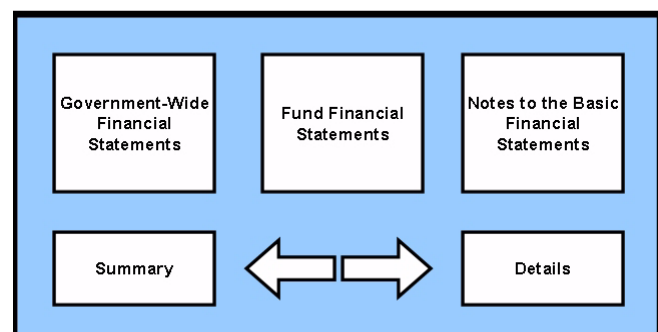 Government-Wide
Financial
Statements
Fund Financial
Statements
Notes to the Basic
Financial
Statements
Summary
Details